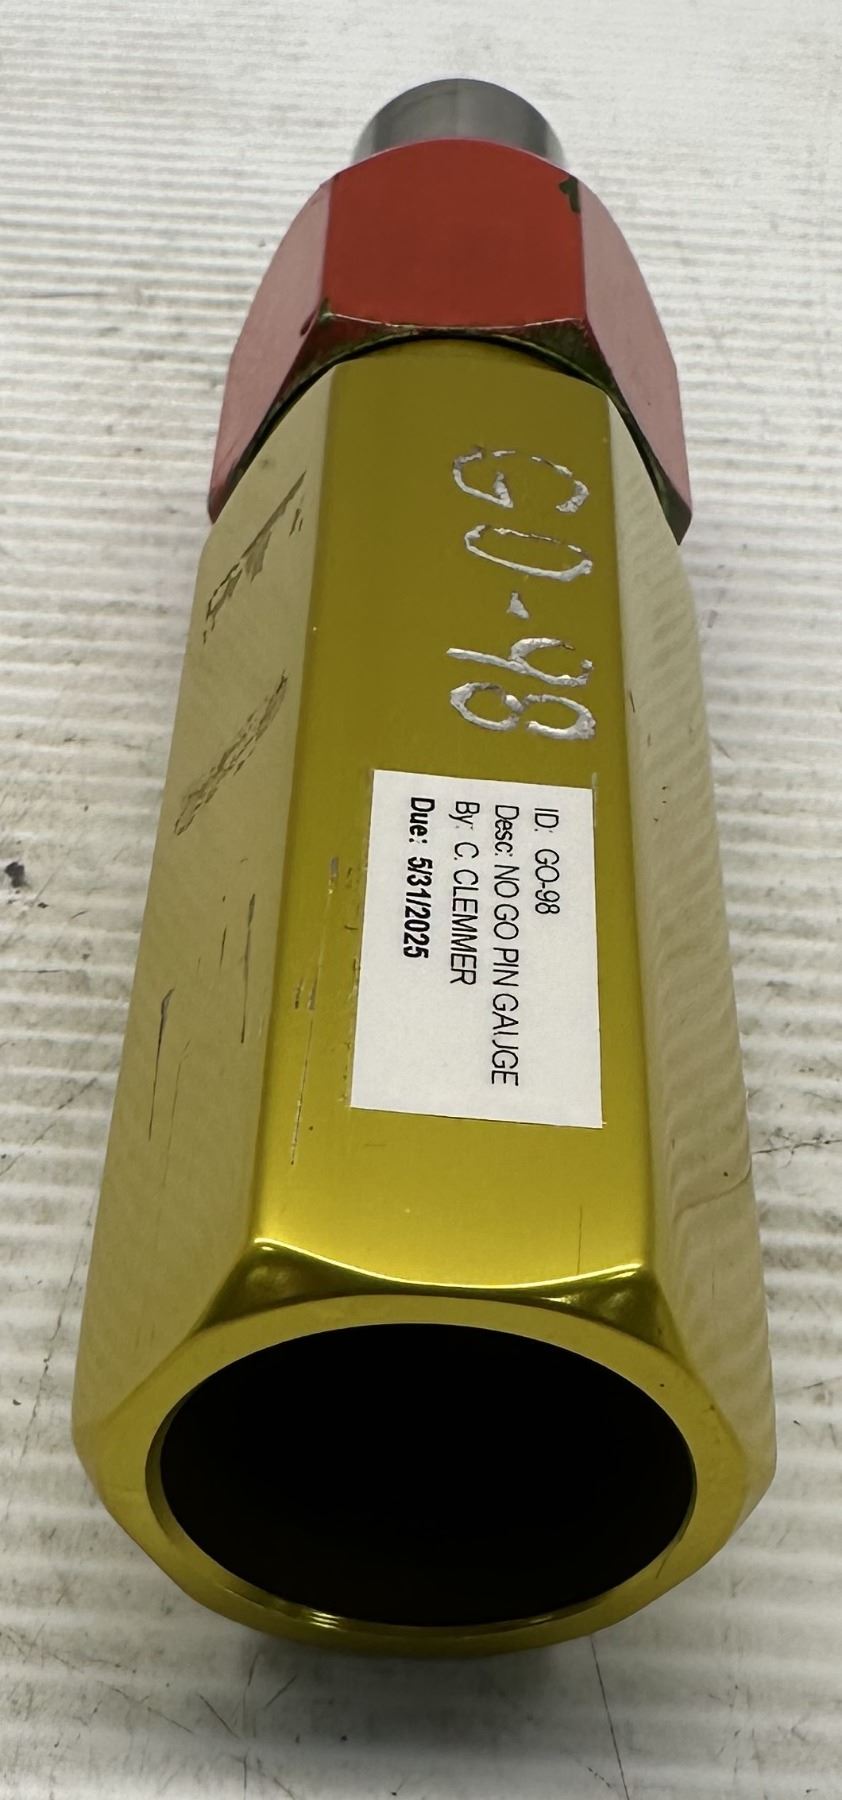 GO-98
ID: GO-98
Desc: NO GO PIN GAUGE
By: C. CLEMMER
Due: 5/31/2025